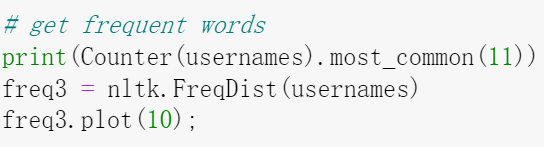 # get frequent words
print(Counter(usernames).most_common(11))
freq3 = nltk.FreqDist(usernames)
freq3.plot(10);